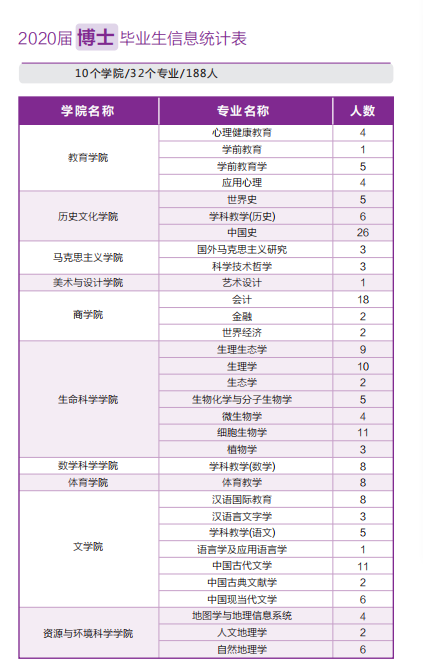 2020届 博士 毕业生信息统计表
10个学院/32个专业/188人
学院名称 专业名称 人数
教育学院 心理健康教育 4
学前教育 1
学前教育学 5
应用心理 4
历史文化学院 世界史 5
学科教学(历史) 6
中国史 26
马克思主义学院 国外马克思主义研究 3
科学技术哲学 3
美术与设计学院 艺术设计 1
商学院 会计 18
金融 2
世界经济 2
生命科学学院 生理生态学 9
生理学 10
生态学 2
生物化学与分子生物学 5
微生物学 4
细胞生物学 11
植物学 3
数学科学学院 学科教学(数学) 8
体育学院 体育教学 8
文学院 汉语国际教育 8
汉语言文字学 3
学科教学(语文) 5
语言学及应用语言学 1
中国古代文学 11
中国古典文献学 2
中国现当代文学 6
资源与环境科学学院 地图学与地理信息系统 4
人文地理学 2
自然地理学 6